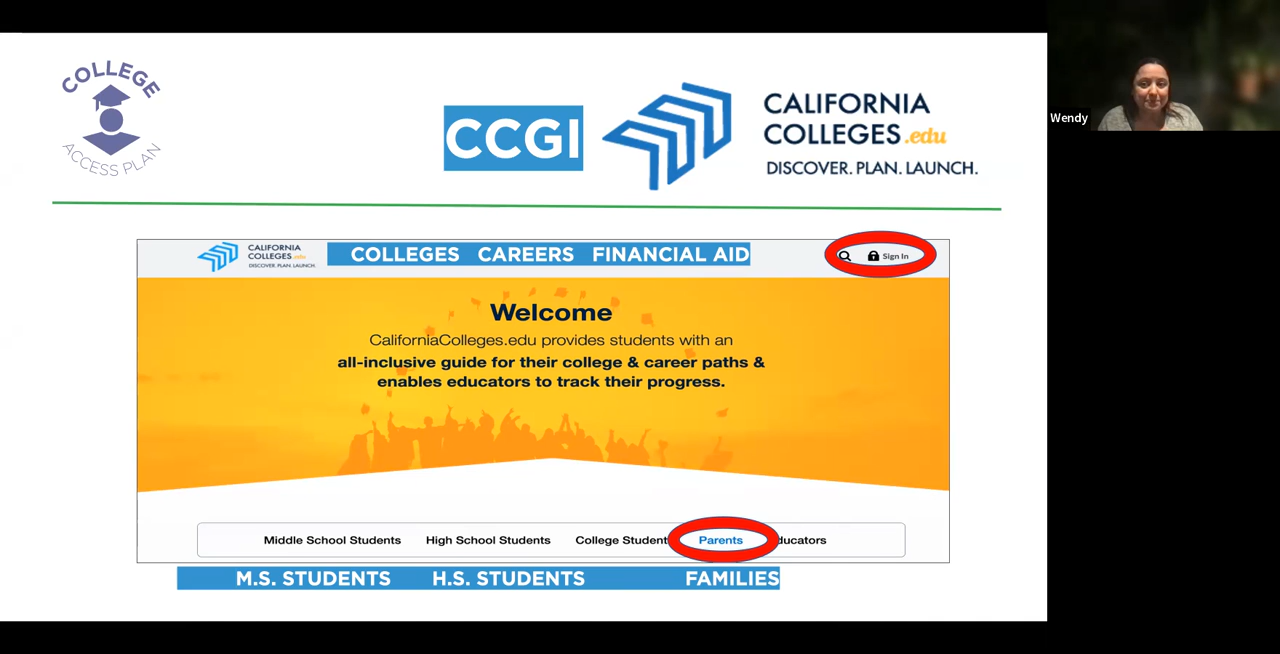 COLLEGE
ACCESS PLAN
CCGI
CALIFORNIA
COLLEGES.edu
DISCOVER. PLAN. LAUNCH.
Wendy
CALIFORNIA
COLLEGES.edu
DISCOVER. PLAN. LAUNCH.
COLLEGES CAREERS FINANCIAL AID
Sign In
Welcome
CaliforniaColleges.edu provides students with an
all-inclusive guide for their college & career paths &
enables educators to track their progress.
Middle School Students High School Students College Student Parents ducators
M.S. STUDENTS H.S. STUDENTS FAMILIES